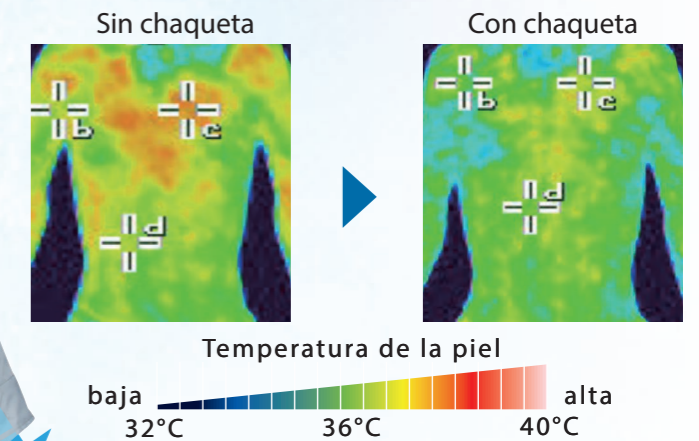 Sin chaqueta
Con chaqueta
b
c
d
b
c
d
Temperatura de la piel
baja
alta
32°C
36°C
40°C